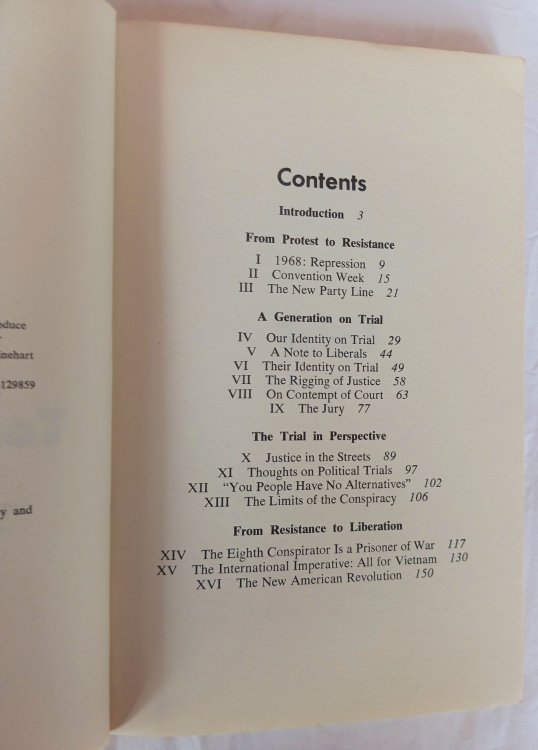 oduce
inehart
129859
y and
Contents
Introduction 3
From Protest to Resistance
I 1968: Repression 9
II Convention Week 15
III The New Party Line 21
A Generation on Trial
IV Our Identity on Trial 29
V A Note to Liberals 44
VI Their Identity on Trial 49
VII The Rigging of Justice 58
VIII On Contempt of Court 63
IX The Jury 77
The Trial in Perspective
X Justice in the Streets 89
XI Thoughts on Political Trials 97
XII "You People Have No Alternatives" 102
XIII The Limits of the Conspiracy 106
From Resistance to Liberation
XIV The Eighth Conspirator Is a Prisoner of War 117
XV The International Imperative: All for Vietnam 130
XVI The New American Revolution 150